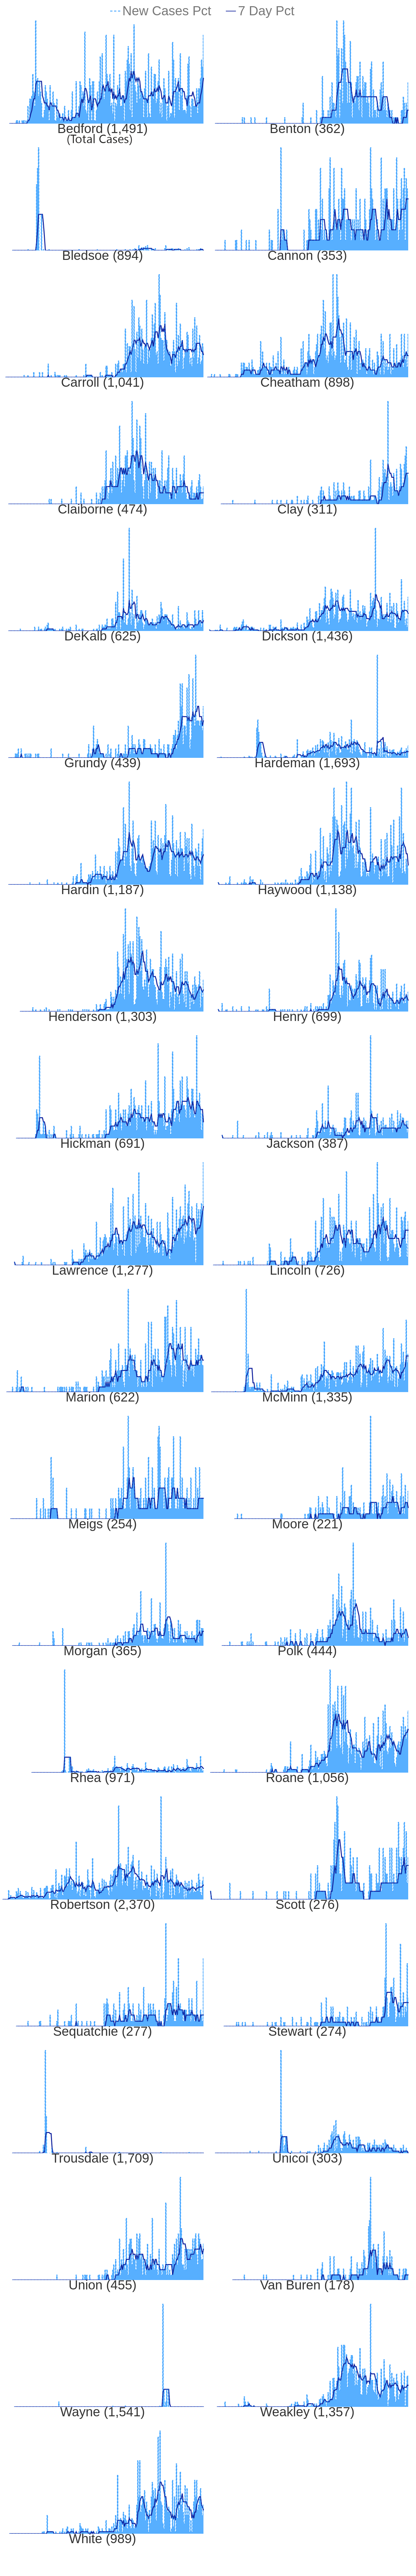 New Cases Pct 7 Day Pct
Bedford (1,491) Benton (362)
(Total Cases)
Bledsoe (894) Cannon (353)
Carroll (1,041) Cheatham (898)
Claiborne (474) Clay (311)
DeKalb (625) Dickson (1,436)
Grundy (439) Hardeman (1,693)
Hardin (1,187) Haywood (1,138)
Henderson (1,303) Henry (699)
Hickman (691) Jackson (387)
Lawrence (1,277) Lincoln (726)
Marion (622) McMinn (1,335)
Meigs (254) Moore (221)
Morgan (365) Polk (444)
Rhea (971) Roane (1,056)
Robertson (2,370) Scott (276)
Sequatchie (277) Stewart (274)
Trousdale (1,709) Unicoi (303)
Union (455) Van Buren (178)
Wayne (1,541) Weakley (1,357)
White (989)